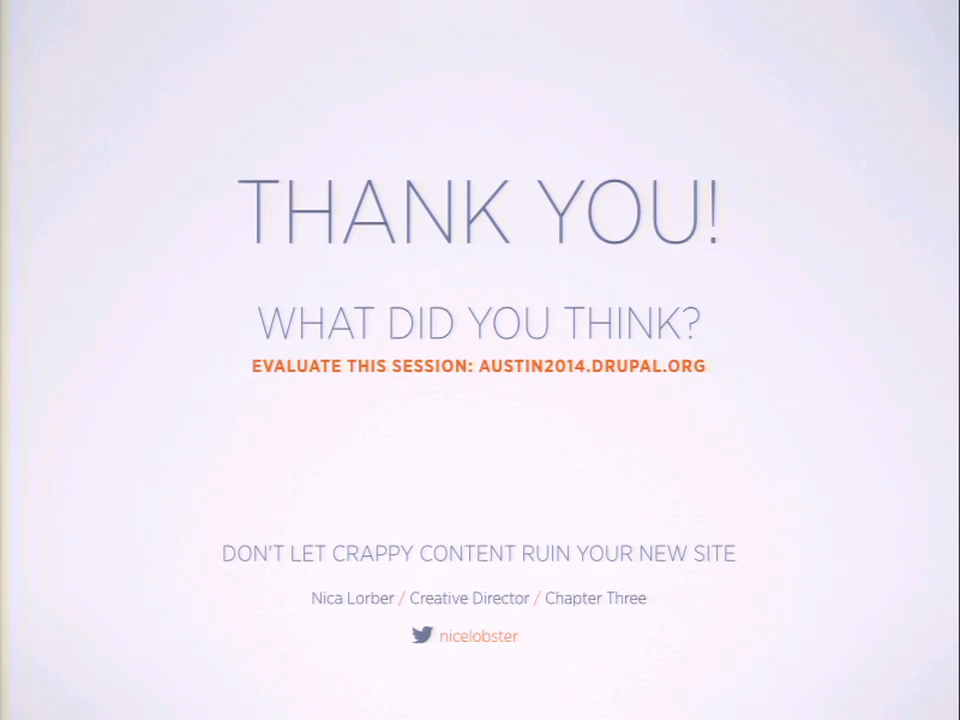 THANK YOU!
WHAT DID YOU THINK?
EVALUATE THIS SESSION: AUSTIN2014.DRUPAL.ORG
DON'T LET CRAPPY CONTENT RUIN YOUR NEW SITE
Nica Lorber / Creative Director / Chapter Three
nicelobster